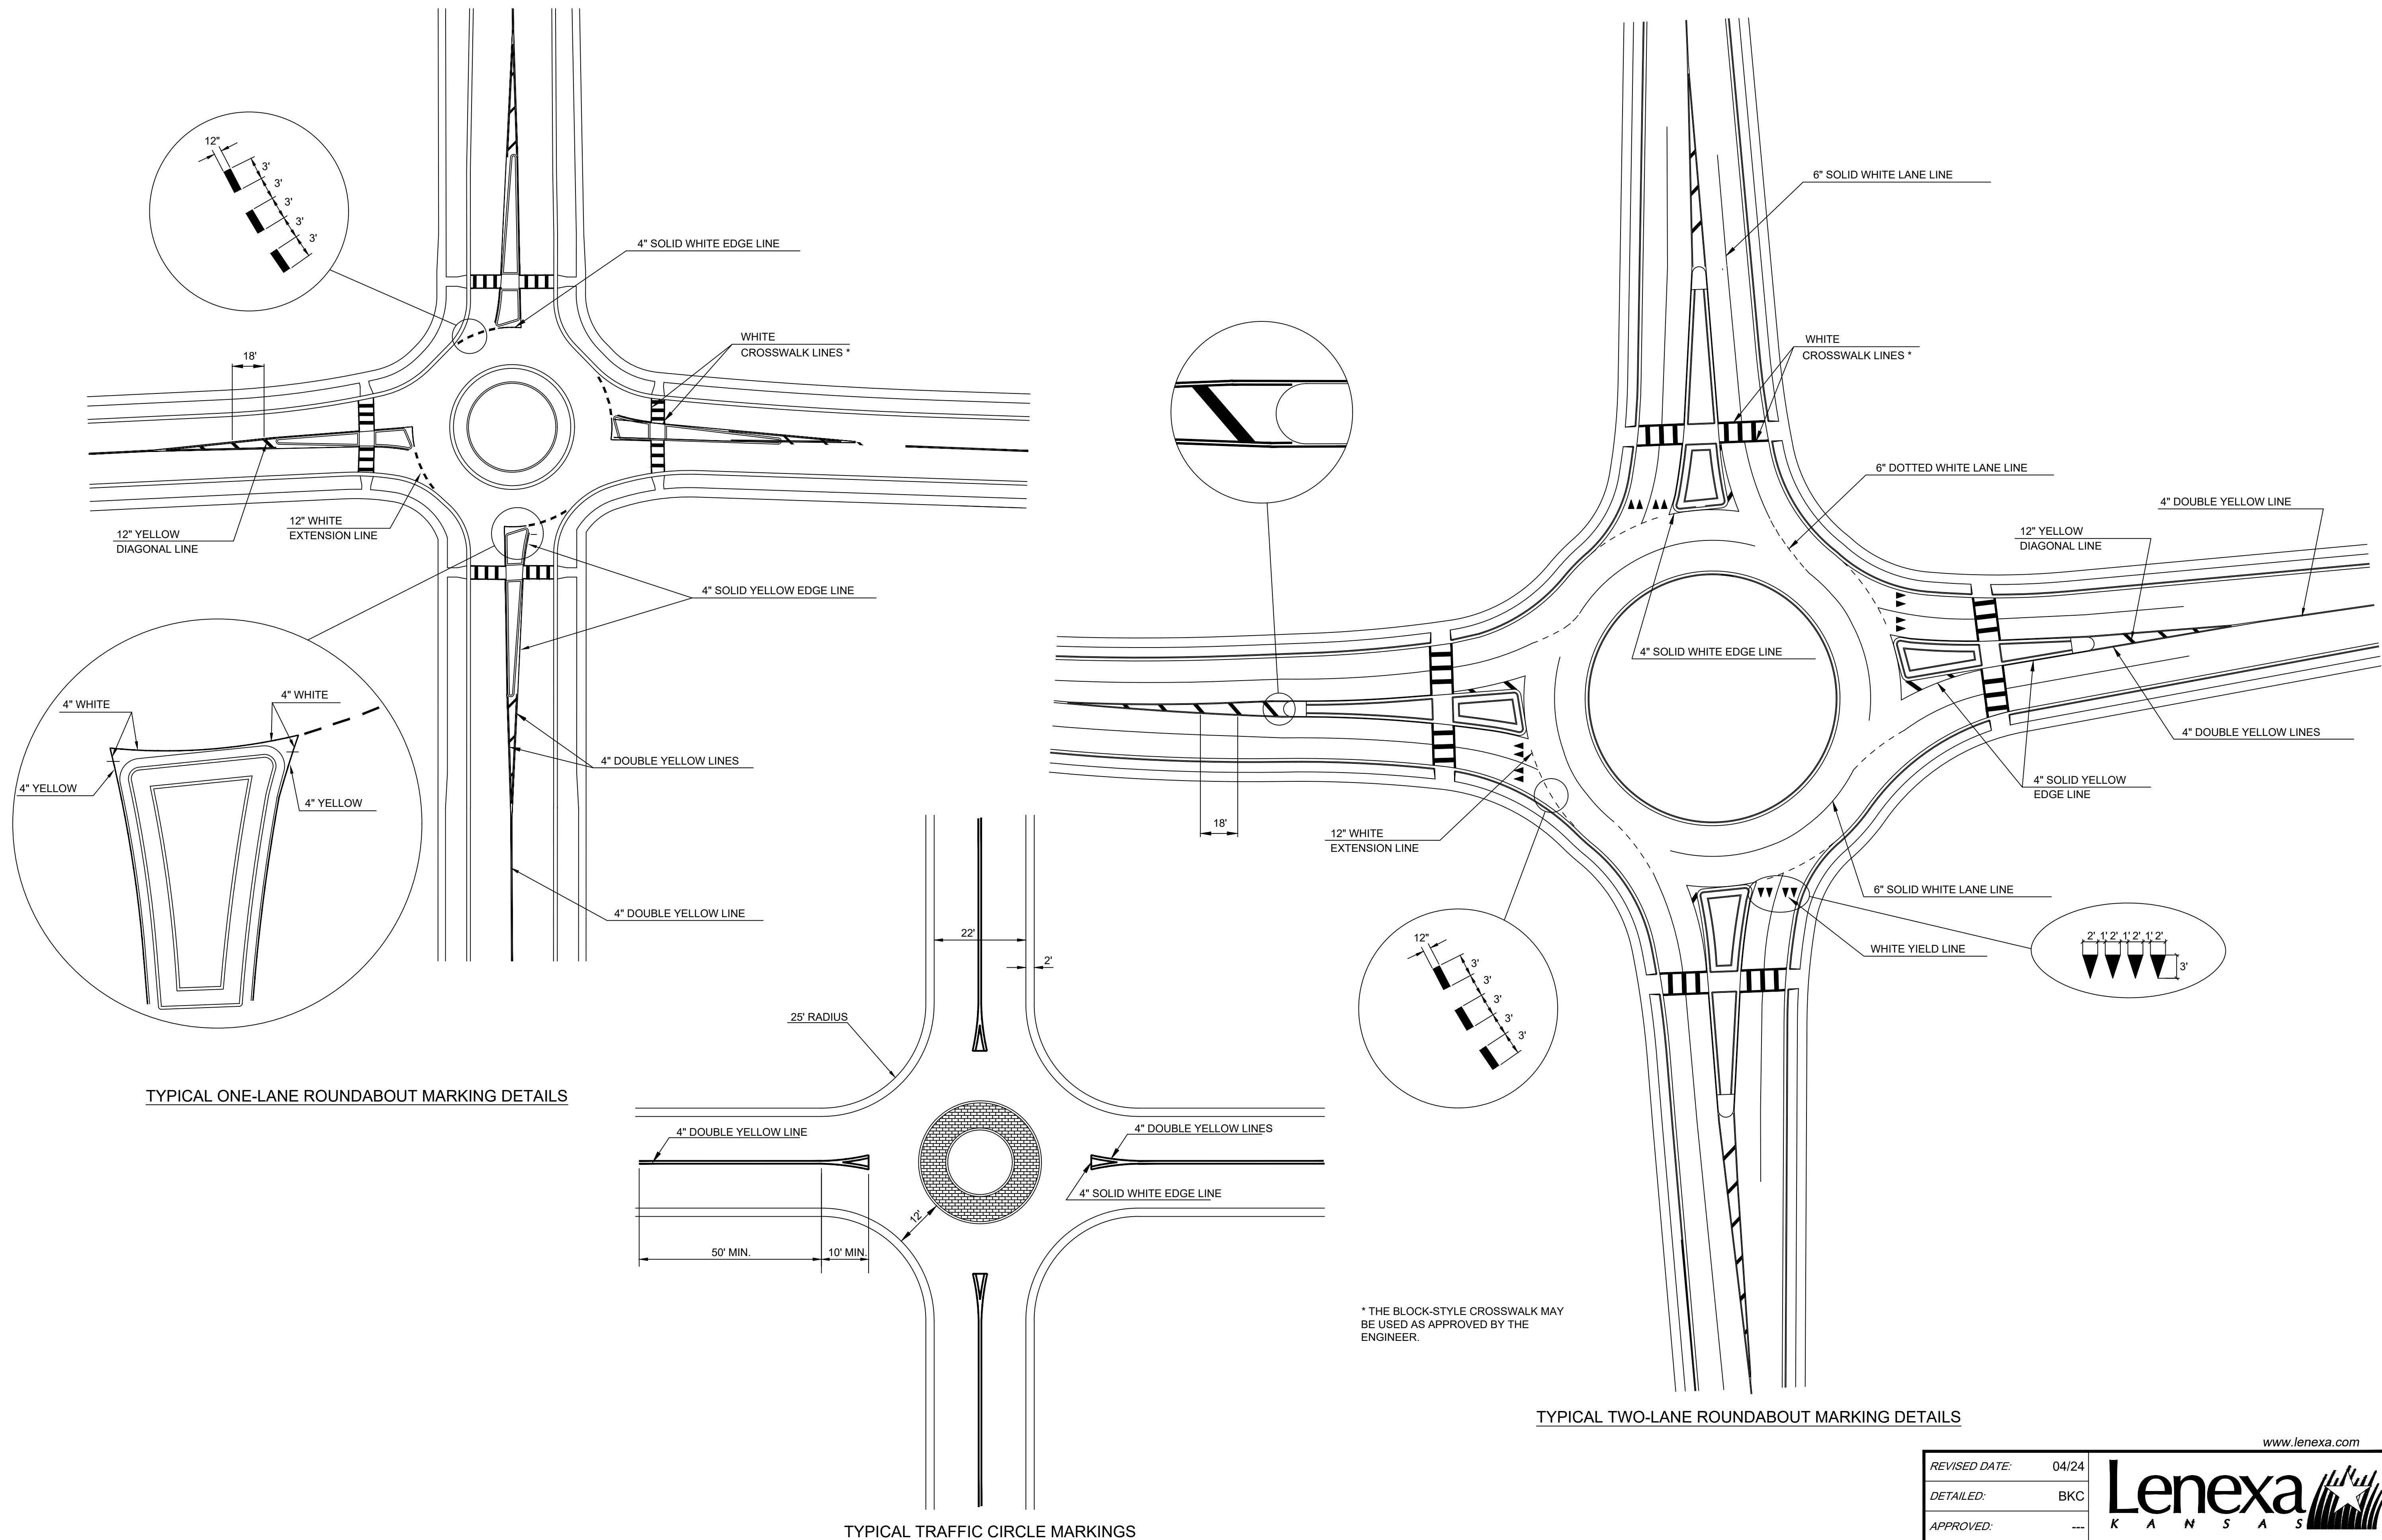 12"
3'
3'
3'
3'
3'
4" SOLID WHITE EDGE LINE
WHITE
CROSSWALK LINES *
18'
12" YELLOW
DIAGONAL LINE
12" WHITE
EXTENSION LINE
4" SOLID YELLOW EDGE LINE
4" WHITE
4" WHITE
4" YELLOW
4" YELLOW
4" DOUBLE YELLOW LINES
4" DOUBLE YELLOW LINE
TYPICAL ONE-LANE ROUNDABOUT MARKING DETAILS
22'
2'
25' RADIUS
4" DOUBLE YELLOW LINE
4" DOUBLE YELLOW LINES
4" SOLID WHITE EDGE LINE
12'
50' MIN.
10' MIN.
TYPICAL TRAFFIC CIRCLE MARKINGS
6" SOLID WHITE LANE LINE
WHITE
CROSSWALK LINES *
6" DOTTED WHITE LANE LINE
4" DOUBLE YELLOW LINE
12" YELLOW
DIAGONAL LINE
4" SOLID WHITE EDGE LINE
4" DOUBLE YELLOW LINES
4" SOLID YELLOW
EDGE LINE
18'
12" WHITE
EXTENSION LINE
6" SOLID WHITE LANE LINE
WHITE YIELD LINE
2' 1' 2' 1' 2' 1' 2'
3'
12"
3'
3'
3'
3'
3'
* THE BLOCK-STYLE CROSSWALK MAY
BE USED AS APPROVED BY THE
ENGINEER.
TYPICAL TWO-LANE ROUNDABOUT MARKING DETAILS
www.lenexa.com
REVISED DATE: 04/24
DETAILED: BKC
APPROVED: ---
Lenexa
KANSAS